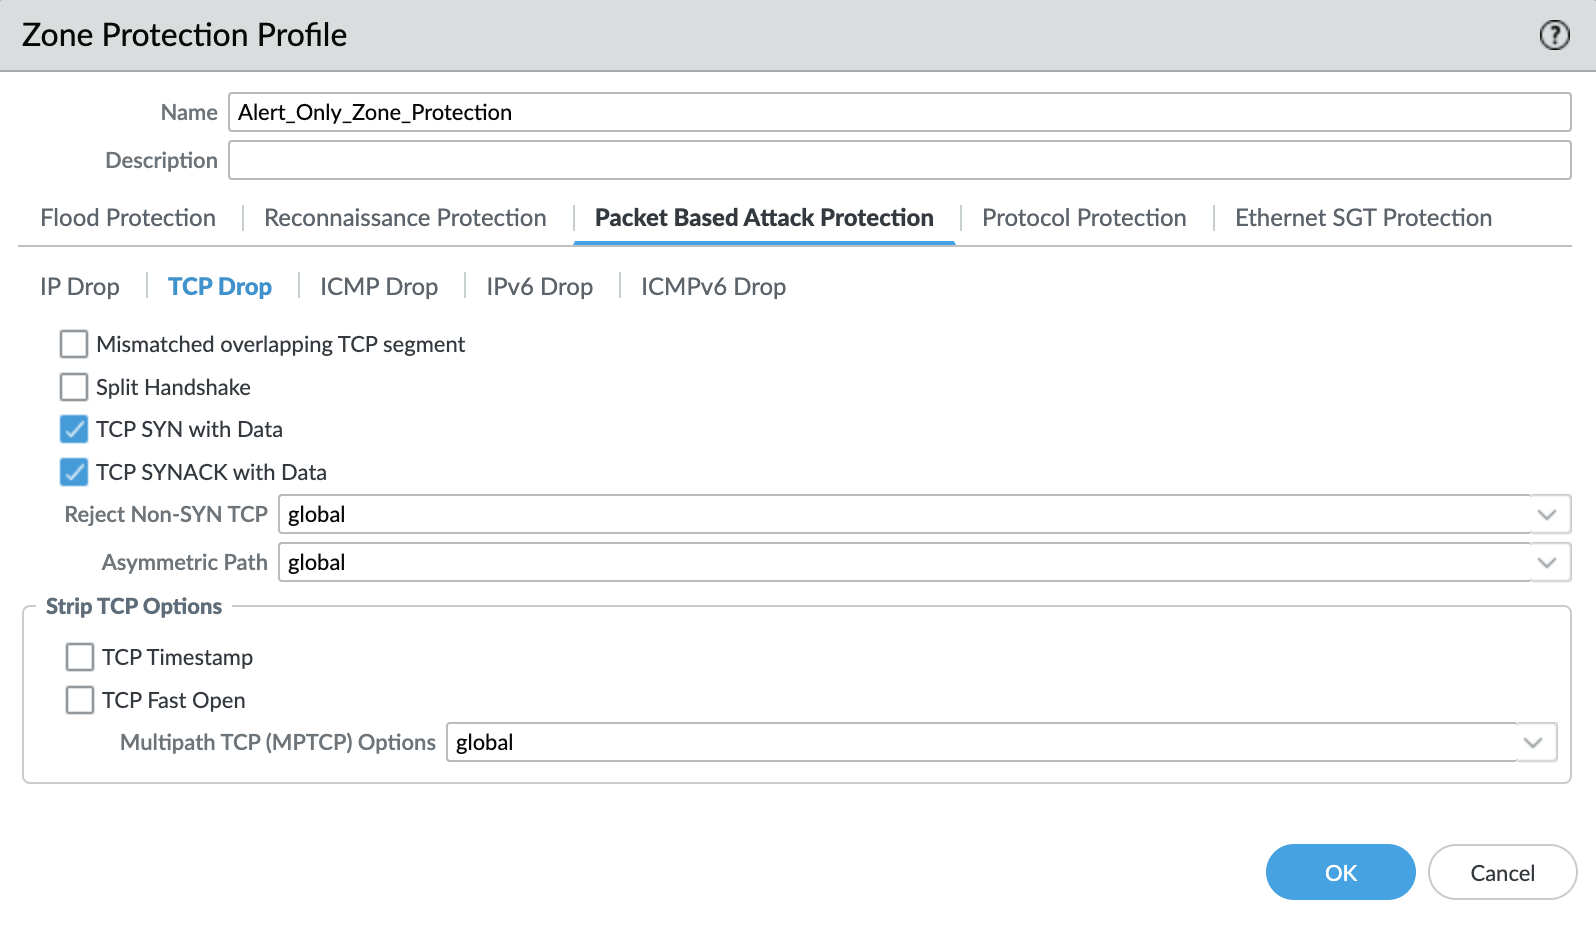 Zone Protection Profile
?
Name Alert_Only_Zone_Protection
Description
Flood Protection Reconnaissance Protection Packet Based Attack Protection Protocol Protection Ethernet SGT Protection
IP Drop TCP Drop ICMP Drop IPv6 Drop ICMPv6 Drop
Mismatched overlapping TCP segment
Split Handshake
TCP SYN with Data
TCP SYNACK with Data
Reject Non-SYN TCP global
Asymmetric Path global
Strip TCP Options
TCP Timestamp
TCP Fast Open
Multipath TCP (MPTCP) Options global
OK Cancel